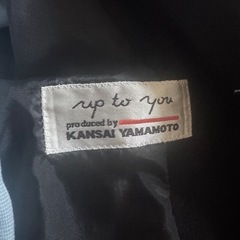 up to you
produced by
KANSAI YAMAMOTO